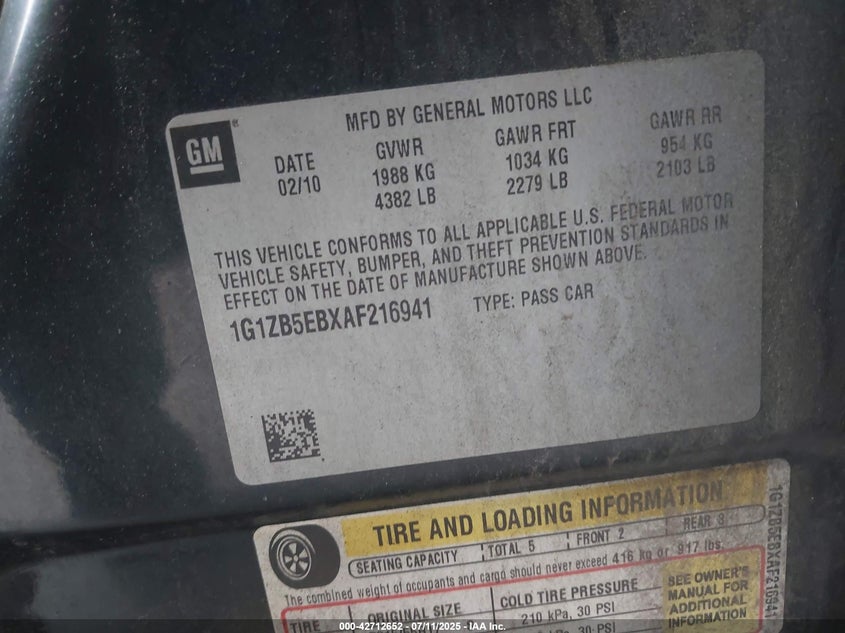 GM ®
MFD BY GENERAL MOTORS LLC
DATE GVWR GAWR FRT GAWR RR
02/10 1988 KG 1034 KG 954 KG
4382 LB 2279 LB 2103 LB
THIS VEHICLE CONFORMS TO ALL APPLICABLE U.S. FEDERAL MOTOR
VEHICLE SAFETY, BUMPER, AND THEFT PREVENTION STANDARDS IN
EFFECT ON THE DATE OF MANUFACTURE SHOWN ABOVE.
1G1ZB5EBXAF216941 TYPE: PASS CAR
TIRE AND LOADING INFORMATION
SEATING CAPACITY TOTAL 5 FRONT 2 REAR 3
The combined weight of occupants and cargo should never exceed 416 kg or 917 lbs.
TIRE ORIGINAL SIZE COLD TIRE PRESSURE
210 kPa, 30 PSI
30 PSI
SEE OWNER'S
MANUAL FOR
ADDITIONAL
INFORMATION
1G1ZB5EBXAF216941
000-42712652 - 07/11/2025 - IAA Inc.